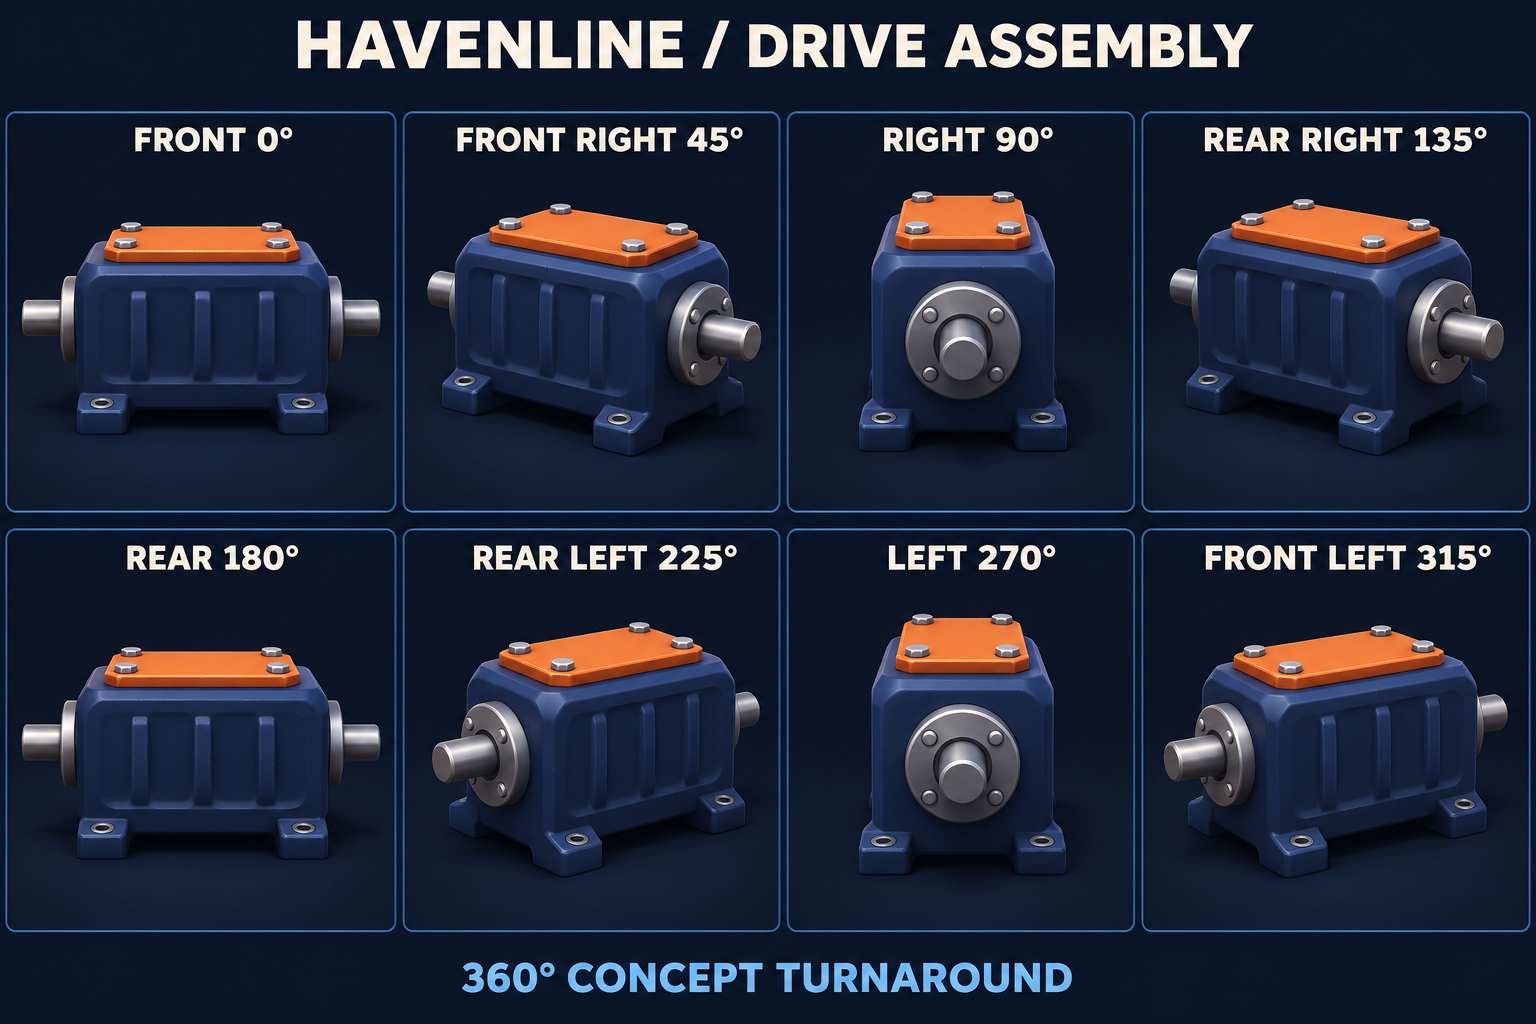 HAVENLINE / DRIVE ASSEMBLY
FRONT 0°
FRONT RIGHT 45°
RIGHT 90°
REAR RIGHT 135°
REAR 180°
REAR LEFT 225°
LEFT 270°
FRONT LEFT 315°
360° CONCEPT TURNAROUND